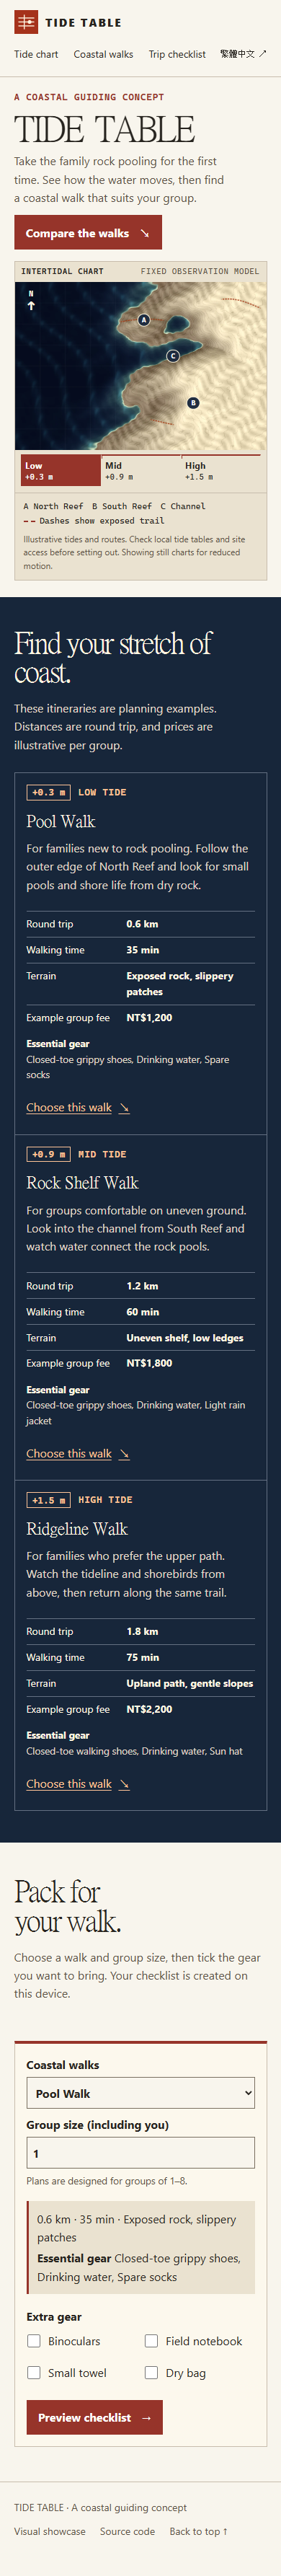 TIDE TABLE
Tide chart Coastal walks Trip checklist 繁體中文 ↗
A COASTAL GUIDING CONCEPT
TIDE TABLE
Take the family rock pooling for the first
time. See how the water moves, then find
a coastal walk that suits your group.
Compare the walks ↘
INTERTIDAL CHART FIXED OBSERVATION MODEL
N
A
C
B
Low Mid High
+0.3 m +0.9 m +1.5 m
A North Reef B South Reef C Channel
Dashes show exposed trail
Illustrative tides and routes. Check local tide tables and site
access before setting out. Showing still charts for reduced
motion.
Find your stretch of
coast.
These itineraries are planning examples.
Distances are round trip, and prices are
illustrative per group.
+0.3 m LOW TIDE
Pool Walk
For families new to rock pooling. Follow the
outer edge of North Reef and look for small
pools and shore life from dry rock.
Round trip 0.6 km
Walking time 35 min
Terrain Exposed rock, slippery
patches
Example group fee NT$1,200
Essential gear
Closed-toe grippy shoes, Drinking water, Spare
socks
Choose this walk ↘
+0.9 m MID TIDE
Rock Shelf Walk
For groups comfortable on uneven ground.
Look into the channel from South Reef and
watch water connect the rock pools.
Round trip 1.2 km
Walking time 60 min
Terrain Uneven shelf, low ledges
Example group fee NT$1,800
Essential gear
Closed-toe grippy shoes, Drinking water, Light rain
jacket
Choose this walk ↘
+1.5 m HIGH TIDE
Ridgeline Walk
For families who prefer the upper path.
Watch the tideline and shorebirds from
above, then return along the same trail.
Round trip 1.8 km
Walking time 75 min
Terrain Upland path, gentle slopes
Example group fee NT$2,200
Essential gear
Closed-toe walking shoes, Drinking water, Sun hat
Choose this walk ↘
Pack for
your walk.
Choose a walk and group size, then tick the gear
you want to bring. Your checklist is created on
this device.
Coastal walks
Pool Walk
Group size (including you)
1
Plans are designed for groups of 1–8.
0.6 km · 35 min · Exposed rock, slippery
patches
Essential gear Closed-toe grippy shoes,
Drinking water, Spare socks
Extra gear
Binoculars Field notebook
Small towel Dry bag
Preview checklist →
TIDE TABLE · A coastal guiding concept
Visual showcase Source code Back to top ↑